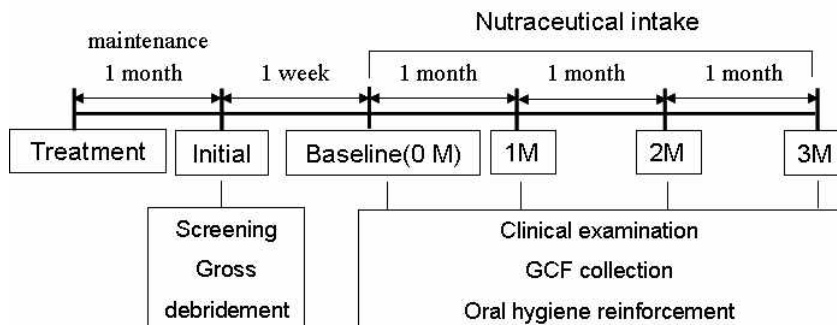 Nutraceutical intake
maintenance
1 month
1 week
1 month
1 month
1 month
Treatment
Initial
Baseline(0 M)
1M
2M
3M
Screening
Gross
debridement
Clinical examination
GCF collection
Oral hygiene reinforcement